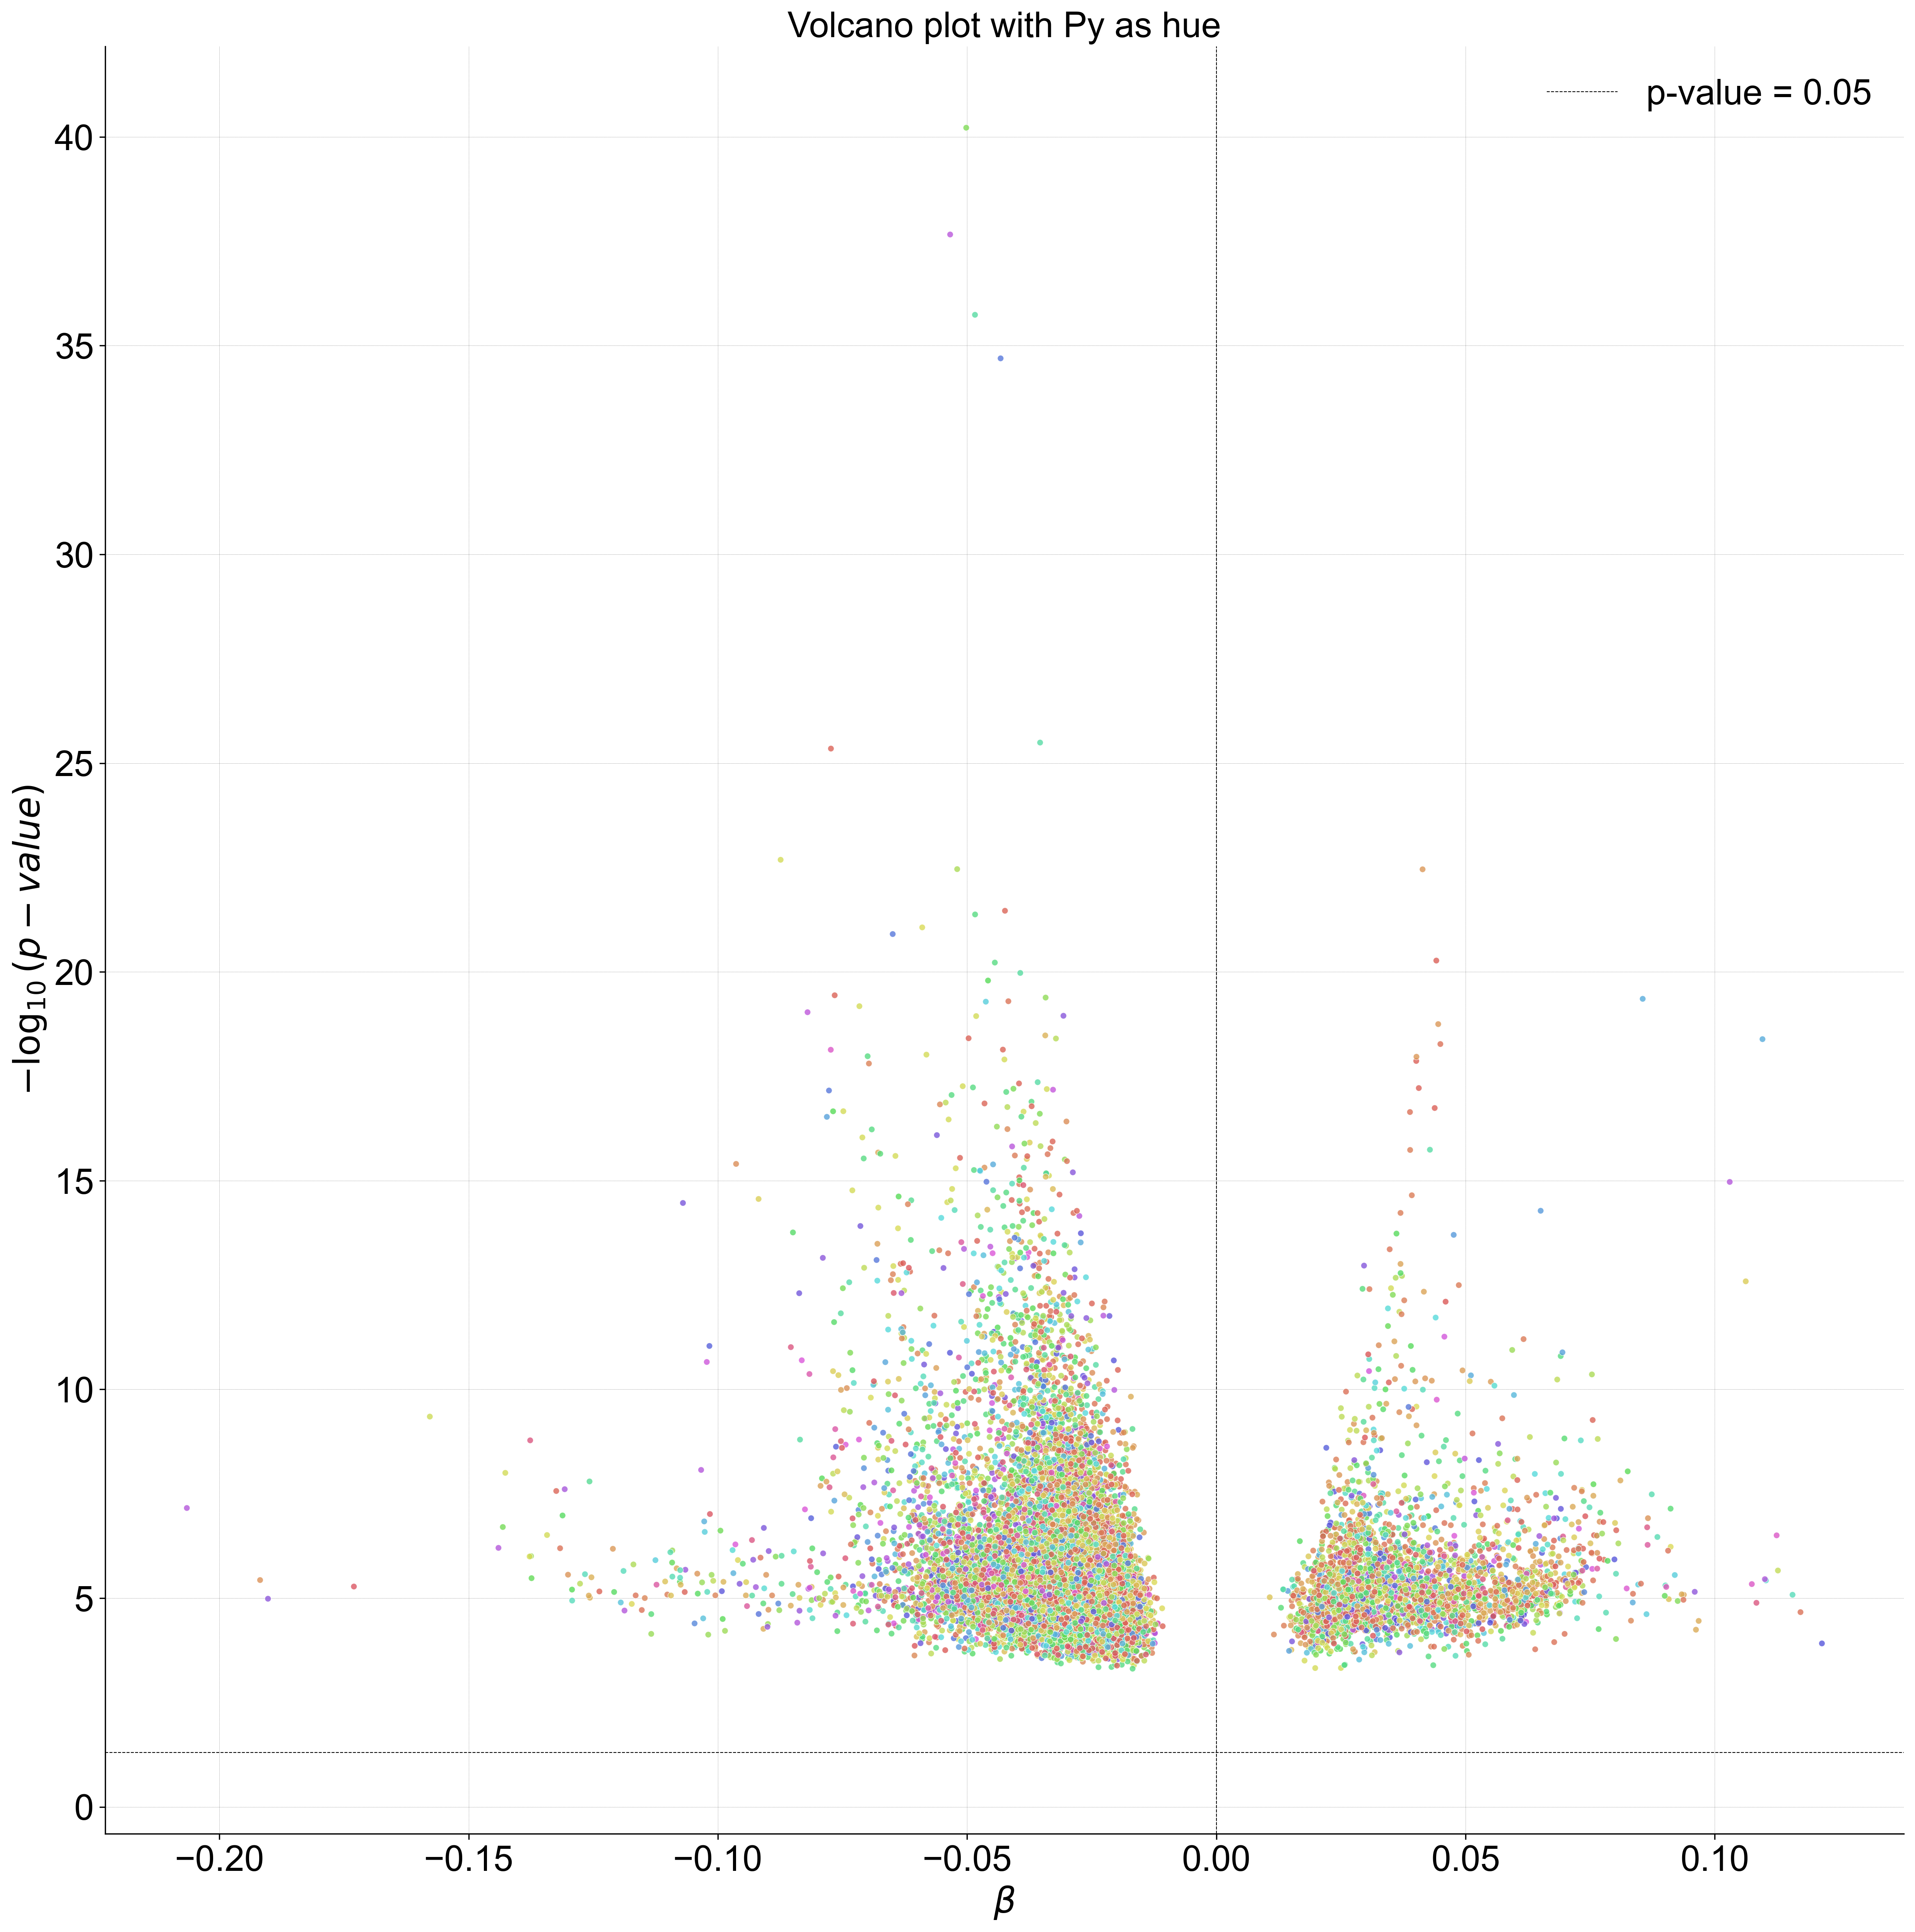 Volcano plot with Py as hue
p-value = 0.05
40
35
30
25
20
15
10
5
0
−log₁₀(p − value)
−0.20 −0.15 −0.10 −0.05 0.00 0.05 0.10
β